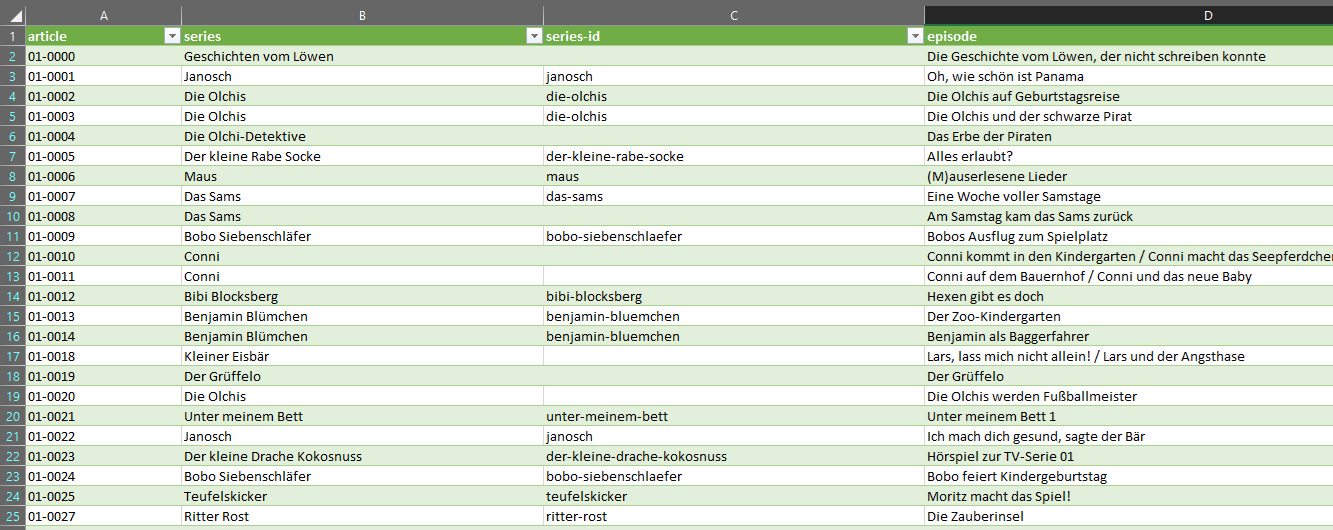 A B C D
1 article series series-id episode
2 01-0000 Geschichten vom Löwen Die Geschichte vom Löwen, der nicht schreiben konnte
3 01-0001 Janosch janosch Oh, wie schön ist Panama
4 01-0002 Die Olchis die-olchis Die Olchis auf Geburtstagsreise
5 01-0003 Die Olchis die-olchis Die Olchis und der schwarze Pirat
6 01-0004 Die Olchi-Detektive Das Erbe der Piraten
7 01-0005 Der kleine Rabe Socke der-kleine-rabe-socke Alles erlaubt?
8 01-0006 Maus maus (M)auserlesene Lieder
9 01-0007 Das Sams das-sams Eine Woche voller Samstage
10 01-0008 Das Sams Am Samstag kam das Sams zurück
11 01-0009 Bobo Siebenschläfer bobo-siebenschlaefer Bobos Ausflug zum Spielplatz
12 01-0010 Conni Conni kommt in den Kindergarten / Conni macht das Seepferdchen
13 01-0011 Conni Conni auf dem Bauernhof / Conni und das neue Baby
14 01-0012 Bibi Blocksberg bibi-blocksberg Hexen gibt es doch
15 01-0013 Benjamin Blümchen benjamin-bluemchen Der Zoo-Kindergarten
16 01-0014 Benjamin Blümchen benjamin-bluemchen Benjamin als Baggerfahrer
17 01-0018 Kleiner Eisbär Lars, lass mich nicht allein! / Lars und der Angsthase
18 01-0019 Der Grüffelo Der Grüffelo
19 01-0020 Die Olchis Die Olchis werden Fußballmeister
20 01-0021 Unter meinem Bett unter-meinem-bett Unter meinem Bett 1
21 01-0022 Janosch janosch Ich mach dich gesund, sagte der Bär
22 01-0023 Der kleine Drache Kokosnuss der-kleine-drache-kokosnuss Hörspiel zur TV-Serie 01
23 01-0024 Bobo Siebenschläfer bobo-siebenschlaefer Bobo feiert Kindergeburtstag
24 01-0025 Teufelskicker teufelskicker Moritz macht das Spiel!
25 01-0027 Ritter Rost ritter-rost Die Zauberinsel